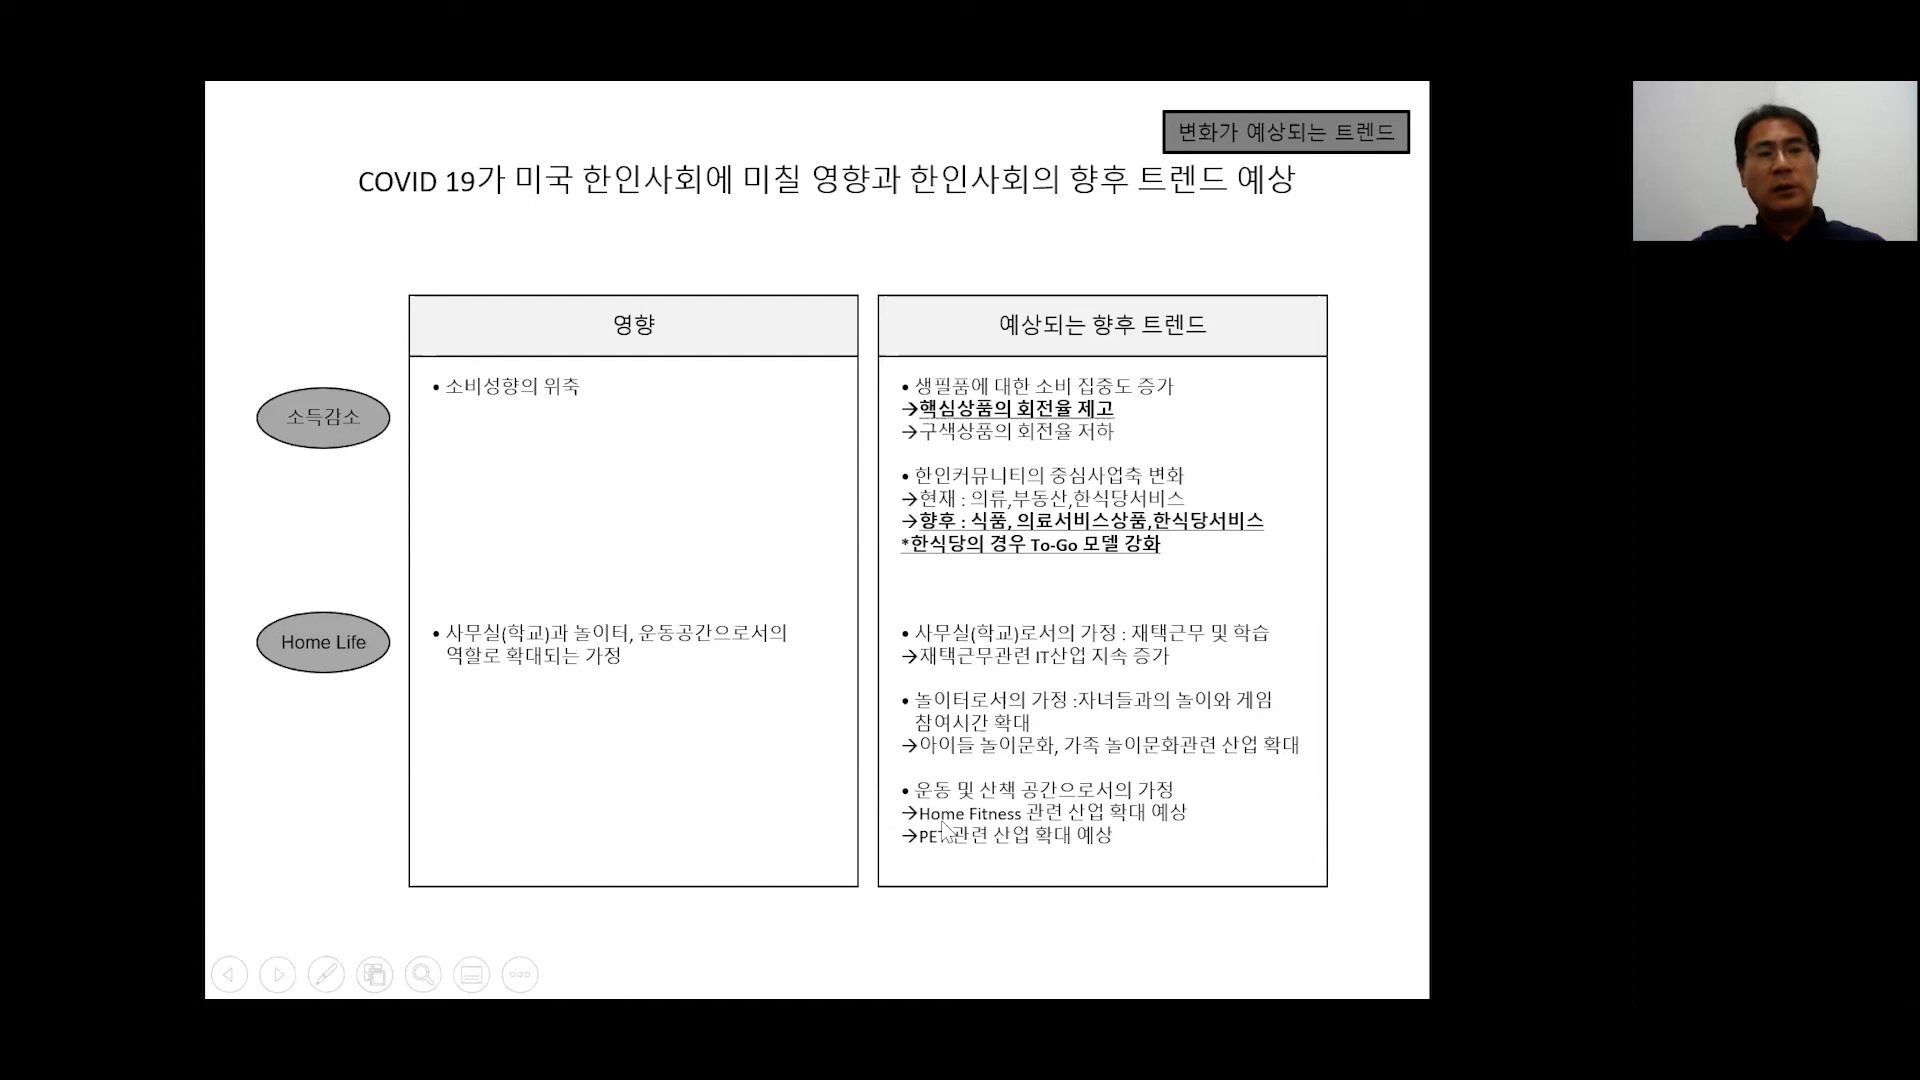 변화가 예상되는 트렌드
COVID 19가 미국 한인사회에 미칠 영향과 한인사회의 향후 트렌드 예상
영향
예상되는 향후 트렌드
소득감소
• 소비성향의 위축
• 생필품에 대한 소비 집중도 증가
→핵심상품의 회전율 제고
→구색상품의 회전율 저하
• 한인커뮤니티의 중심사업축 변화
→현재 : 의류,부동산,한식당서비스
→향후 : 식품, 의료서비스상품,한식당서비스
*한식당의 경우 To-Go 모델 강화
Home Life
• 사무실(학교)과 놀이터, 운동공간으로서의
역할로 확대되는 가정
• 사무실(학교)로서의 가정 : 재택근무 및 학습
→재택근무관련 IT산업 지속 증가
• 놀이터로서의 가정 :자녀들과의 놀이와 게임
참여시간 확대
→아이들 놀이문화, 가족 놀이문화관련 산업 확대
• 운동 및 산책 공간으로서의 가정
→Home Fitness 관련 산업 확대 예상
→PET관련 산업 확대 예상